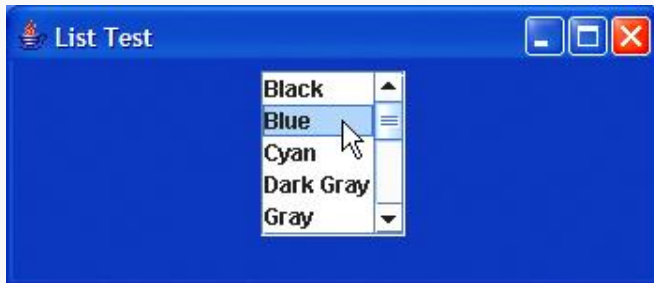 List Test
Black
Blue
Cyan
Dark Gray
Gray